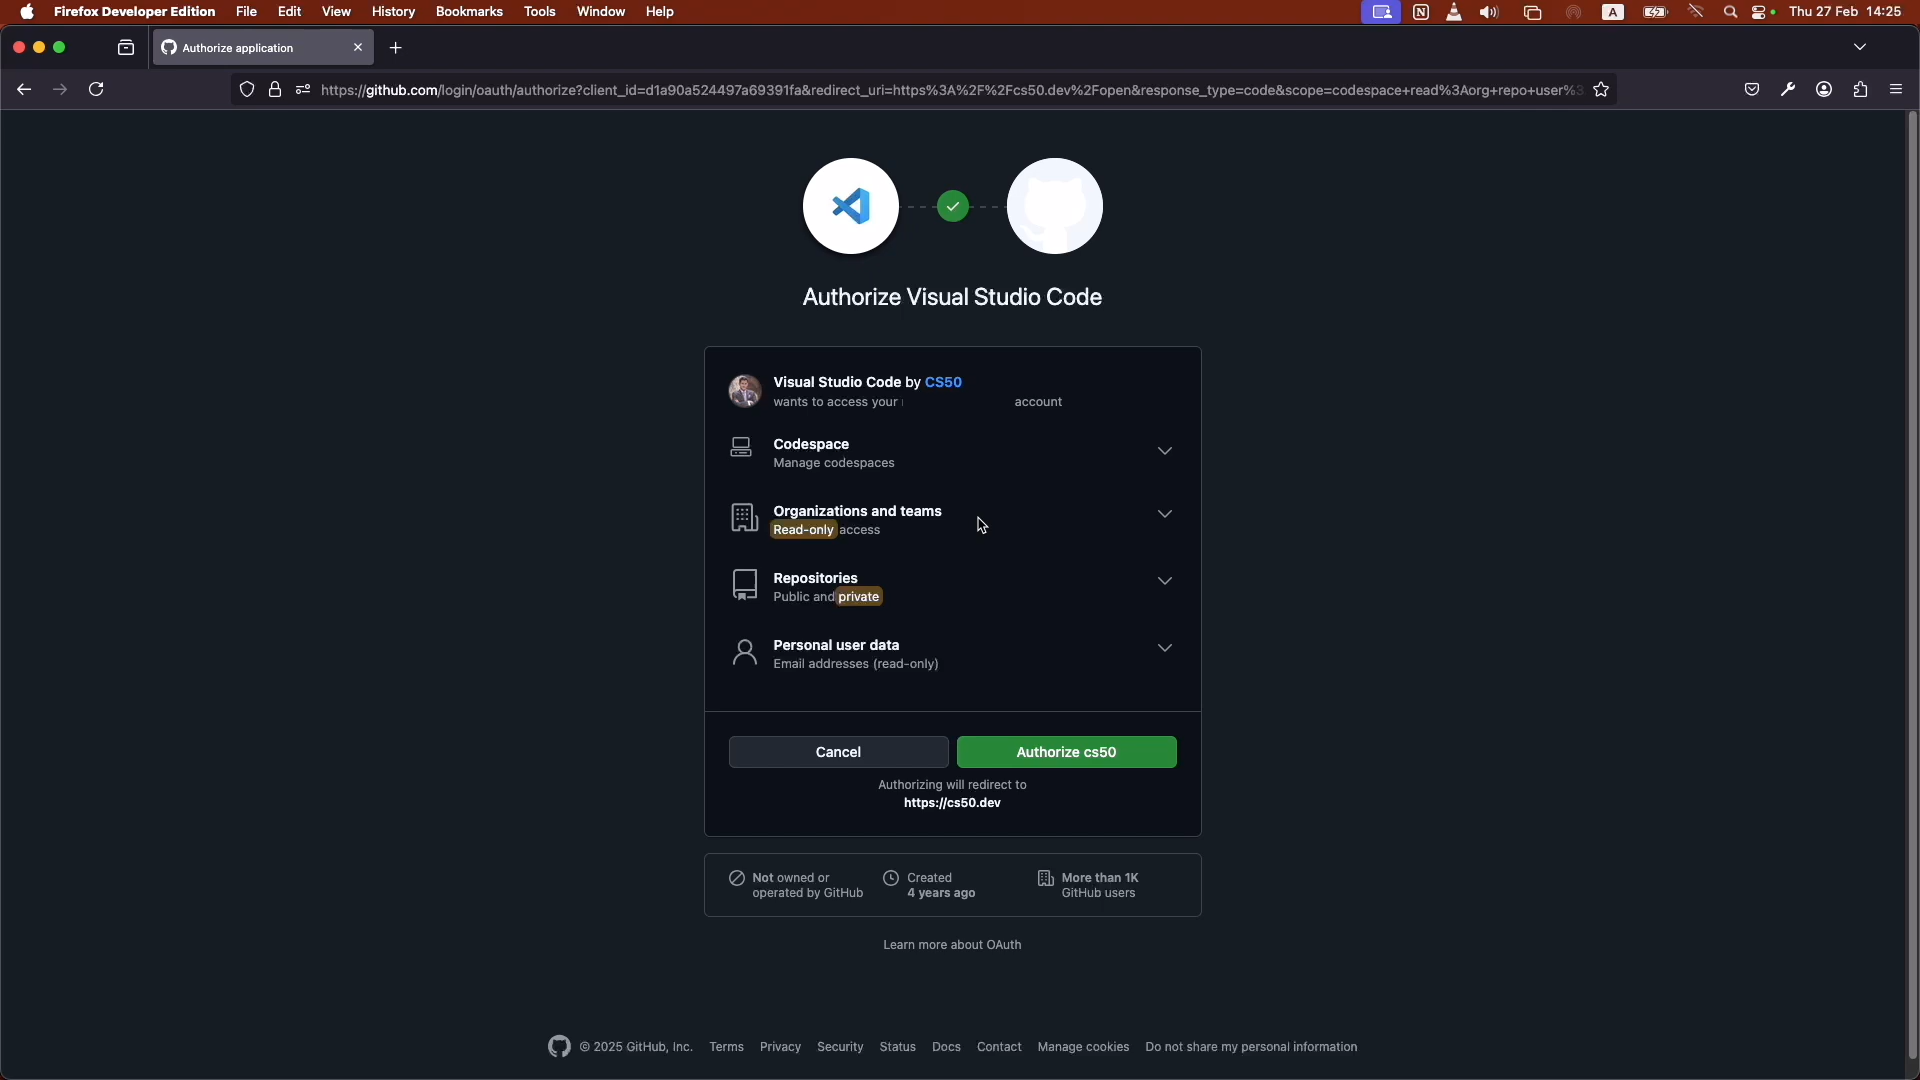 Firefox Developer Edition File Edit View History Bookmarks Tools Window Help A Thu 27 Feb 14:25
Authorize application
https://github.com/login/oauth/authorize?client_id=d1a90a524497a69391fa&redirect_uri=https%3A%2F%2Fcs50.dev%2Fopen&response_type=code&scope=codespace+read%3Aorg+repo+user%3
Authorize Visual Studio Code
Visual Studio Code by CS50
wants to access your account
Codespace
Manage codespaces
Organizations and teams
Read-only access
Repositories
Public and private
Personal user data
Email addresses (read-only)
Cancel Authorize cs50
Authorizing will redirect to
https://cs50.dev
Not owned or operated by GitHub
Created 4 years ago
More than 1K GitHub users
Learn more about OAuth
© 2025 GitHub, Inc. Terms Privacy Security Status Docs Contact Manage cookies Do not share my personal information